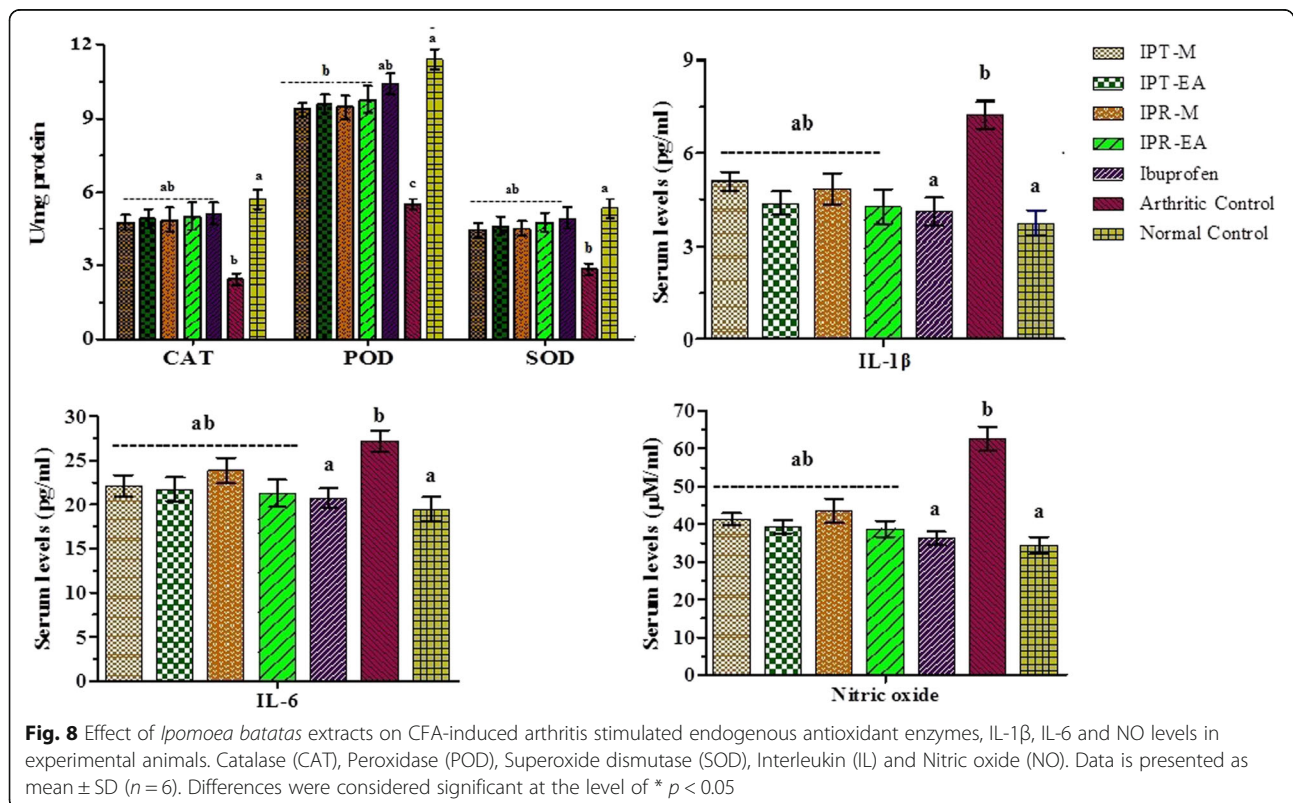 12
9
6
3
0
U/mg protein
ab
b
a
b
ab
c
a
ab
b
a
CAT
POD
SOD
9
6
3
0
Serum levels (pg/ml)
ab
a
b
a
IL-1β
IPT-M
IPT-EA
IPR-M
IPR-EA
Ibuprofen
Arthritic Control
Normal Control
30
25
20
15
10
5
0
Serum levels (pg/ml)
ab
a
b
a
IL-6
70
60
50
40
30
20
10
0
Serum levels (µM/ml)
ab
a
b
a
Nitric oxide
Fig. 8 Effect of Ipomoea batatas extracts on CFA-induced arthritis stimulated endogenous antioxidant enzymes, IL-1β, IL-6 and NO levels in
experimental animals. Catalase (CAT), Peroxidase (POD), Superoxide dismutase (SOD), Interleukin (IL) and Nitric oxide (NO). Data is presented as
mean ± SD (n = 6). Differences were considered significant at the level of * p < 0.05